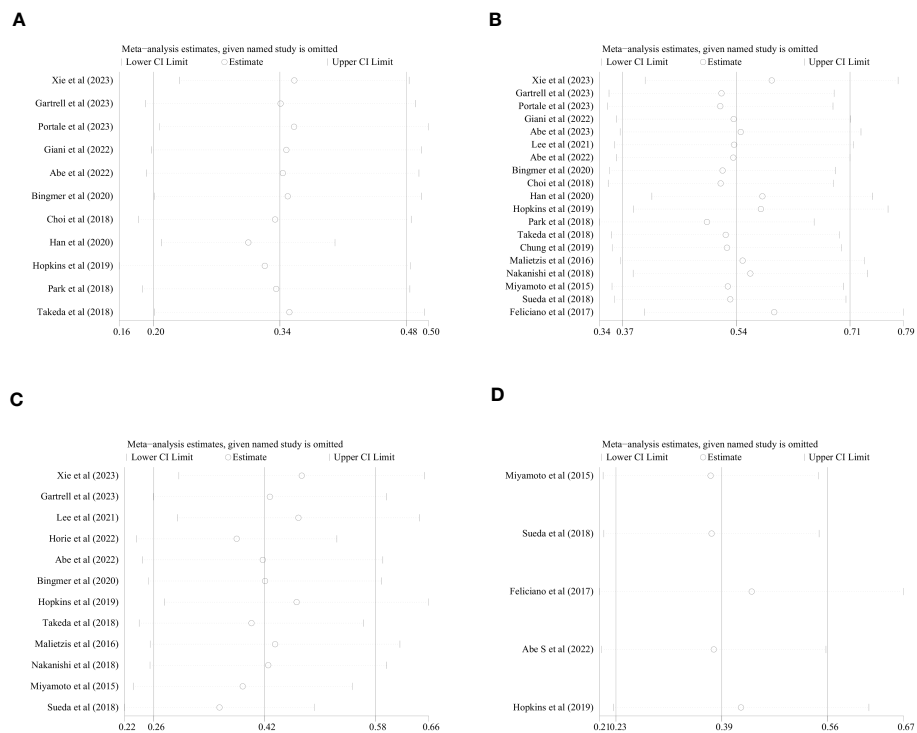 A
Meta−analysis estimates, given named study is omitted
Lower CI Limit Estimate Upper CI Limit
Xie et al (2023)
Gartrell et al (2023)
Portale et al (2023)
Giani et al (2022)
Abe et al (2022)
Bingmer et al (2020)
Choi et al (2018)
Han et al (2020)
Hopkins et al (2019)
Park et al (2018)
Takeda et al (2018)
0.16 0.20 0.34 0.48 0.50
B
Meta−analysis estimates, given named study is omitted
Lower CI Limit Estimate Upper CI Limit
Xie et al (2023)
Gartrell et al (2023)
Portale et al (2023)
Giani et al (2022)
Abe et al (2023)
Lee et al (2021)
Abe et al (2022)
Bingmer et al (2020)
Choi et al (2018)
Han et al (2020)
Hopkins et al (2019)
Park et al (2018)
Takeda et al (2018)
Chung et al (2019)
Malietzis et al (2016)
Nakanishi et al (2018)
Miyamoto et al (2015)
Sueda et al (2018)
Feliciano et al (2017)
0.34 0.37 0.54 0.71 0.79
C
Meta−analysis estimates, given named study is omitted
Lower CI Limit Estimate Upper CI Limit
Xie et al (2023)
Gartrell et al (2023)
Lee et al (2021)
Horie et al (2022)
Abe et al (2022)
Bingmer et al (2020)
Hopkins et al (2019)
Takeda et al (2018)
Malietzis et al (2016)
Nakanishi et al (2018)
Miyamoto et al (2015)
Sueda et al (2018)
0.22 0.26 0.42 0.58 0.66
D
Meta−analysis estimates, given named study is omitted
Lower CI Limit Estimate Upper CI Limit
Miyamoto et al (2015)
Sueda et al (2018)
Feliciano et al (2017)
Abe S et al (2022)
Hopkins et al (2019)
0.21 0.23 0.39 0.56 0.67